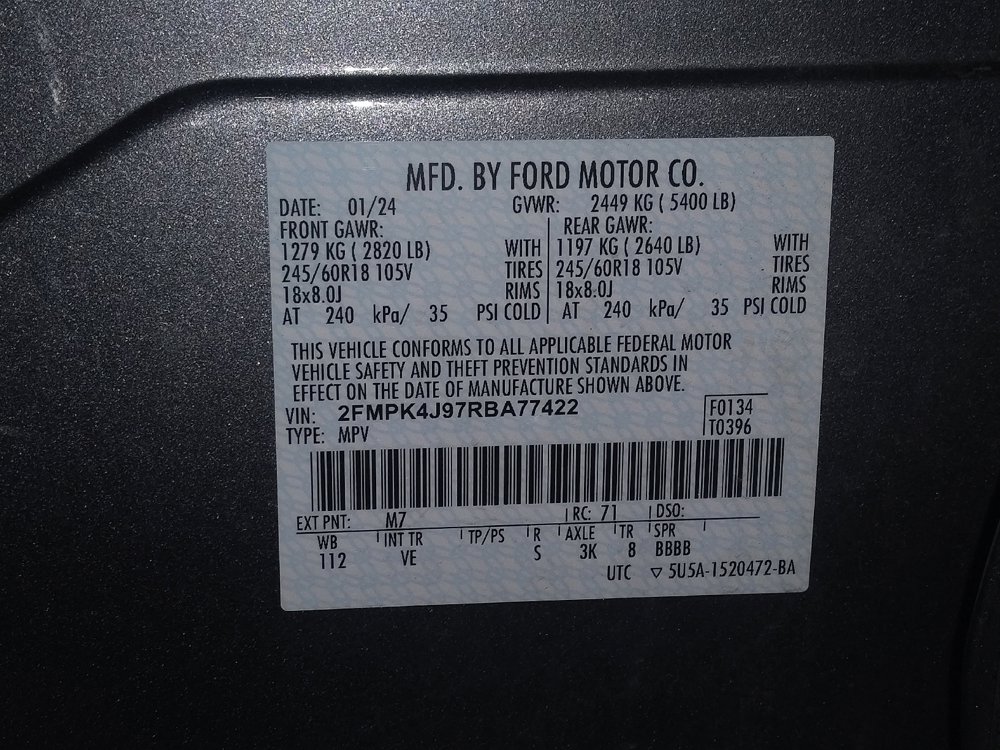 MFD. BY FORD MOTOR CO.
DATE: 01/24 GVWR: 2449 KG ( 5400 LB)
FRONT GAWR: REAR GAWR:
1279 KG ( 2820 LB) WITH 1197 KG ( 2640 LB) WITH
245/60R18 105V TIRES 245/60R18 105V TIRES
18x8.0J RIMS 18x8.0J RIMS
AT 240 kPa/ 35 PSI COLD AT 240 kPa/ 35 PSI COLD
THIS VEHICLE CONFORMS TO ALL APPLICABLE FEDERAL MOTOR
VEHICLE SAFETY AND THEFT PREVENTION STANDARDS IN
EFFECT ON THE DATE OF MANUFACTURE SHOWN ABOVE.
VIN: 2FMPK4J97RBA77422 F0134
TYPE: MPV T0396
EXT PNT: M7 RC: 71 DSO:
WB INT TR TP/PS R AXLE TR SPR
112 VE S 3K 8 BBBB
UTC ▽ 5U5A-1520472-BA